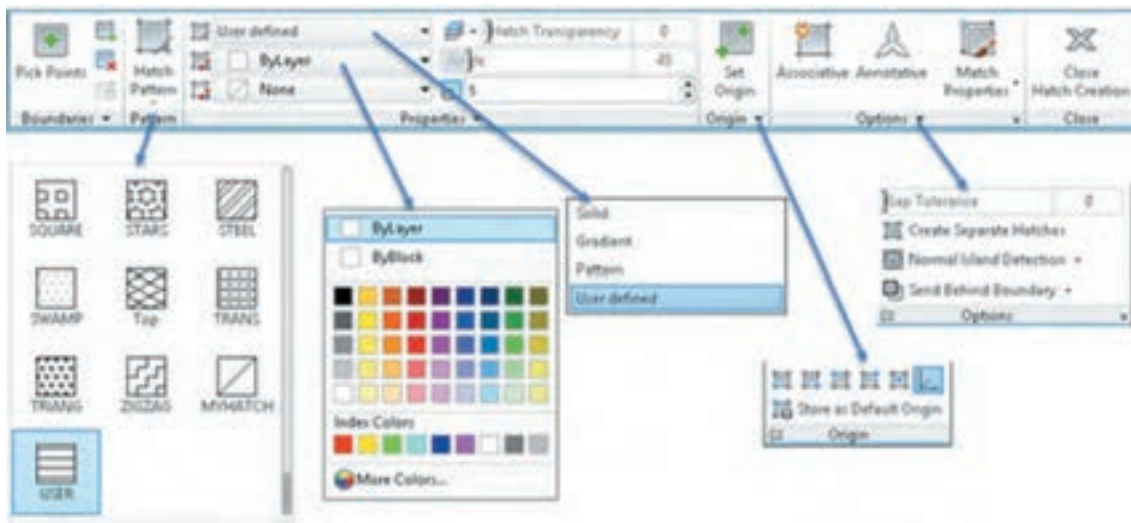 User defined
Hatch Transparency 0
Pick Points
Hatch Pattern
ByLayer
None
5
Set Origin
Associative
Annotative
Match Properties
Close Hatch Creation
Boundaries
Pattern
Properties
Origin
Options
Close
SQUARE STARS STEEL
SWAMP Top TRANS
TRIANG ZIGZAG MYHATCH
USER
ByLayer
ByBlock
Index Colors
More Colors...
Solid
Gradient
Pattern
User defined
Gap Tolerance 0
Create Separate Hatches
Normal Island Detection
Send Behind Boundary
Options
Store as Default Origin
Origin